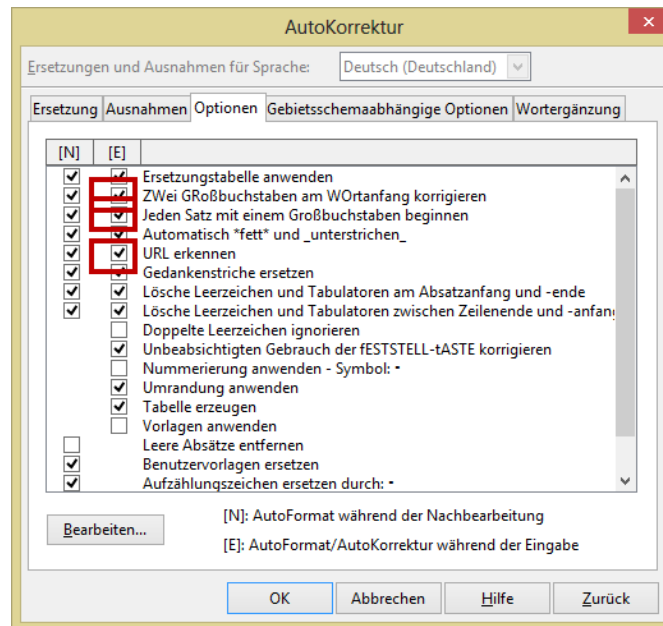 AutoKorrektur
Ersetzungen und Ausnahmen für Sprache: Deutsch (Deutschland)
Ersetzung Ausnahmen Optionen Gebietsschemaabhängige Optionen Wortergänzung
[N] [E]
Ersetzungstabelle anwenden
ZWei GRoßbuchstaben am WOrtanfang korrigieren
Jeden Satz mit einem Großbuchstaben beginnen
Automatisch *fett* und _unterstrichen_
URL erkennen
Gedankenstriche ersetzen
Lösche Leerzeichen und Tabulatoren am Absatzanfang und -ende
Lösche Leerzeichen und Tabulatoren zwischen Zeilenende und -anfan
Doppelte Leerzeichen ignorieren
Unbeabsichtigten Gebrauch der fESTSTELL-tASTE korrigieren
Nummerierung anwenden - Symbol: •
Umrandung anwenden
Tabelle erzeugen
Vorlagen anwenden
Leere Absätze entfernen
Benutzervorlagen ersetzen
Aufzählungszeichen ersetzen durch: •
Bearbeiten... [N]: AutoFormat während der Nachbearbeitung
[E]: AutoFormat/AutoKorrektur während der Eingabe
OK Abbrechen Hilfe Zurück